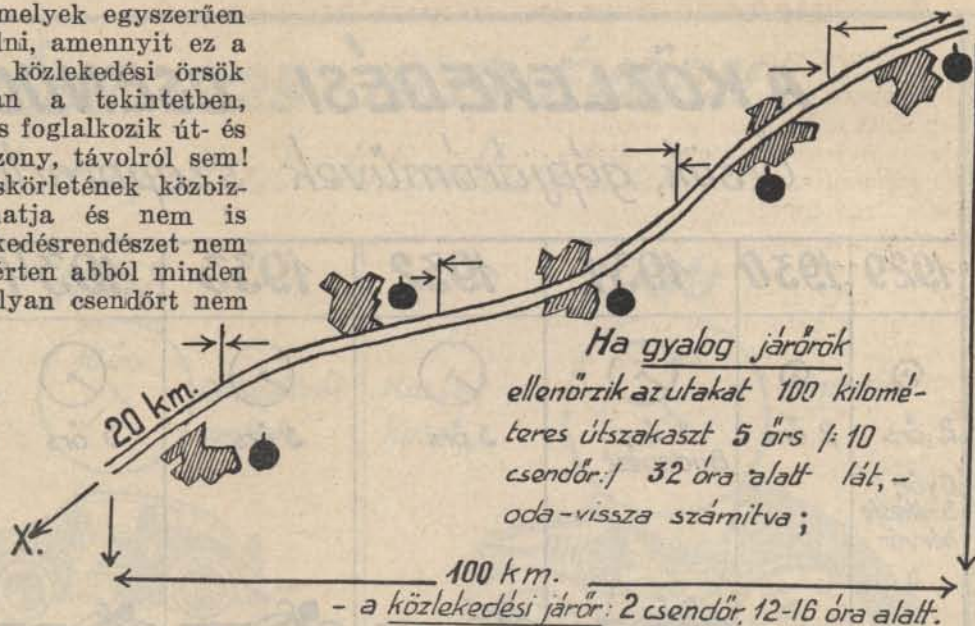 melyek egyszerűen
lni, amennyit ez a
közlekedési örsök
an a tekintetben,
s foglalkozik út- és
zony, távolról sem!
skörletének közbiz-
hatja és nem is
kedésrendészet nem
érten abból minden
lyan csendőrt nem
20 km.
X.
Ha gyalog járőrök
ellenőrzik az utakat 100 kilomé-
teres útszakaszt 5 őrs /: 10
csendőr:/ 32 óra alatt lát, -
oda-vissza számitva;
100 km.
- a közlekedési járőr: 2 csendőr, 12-16 óra alatt.